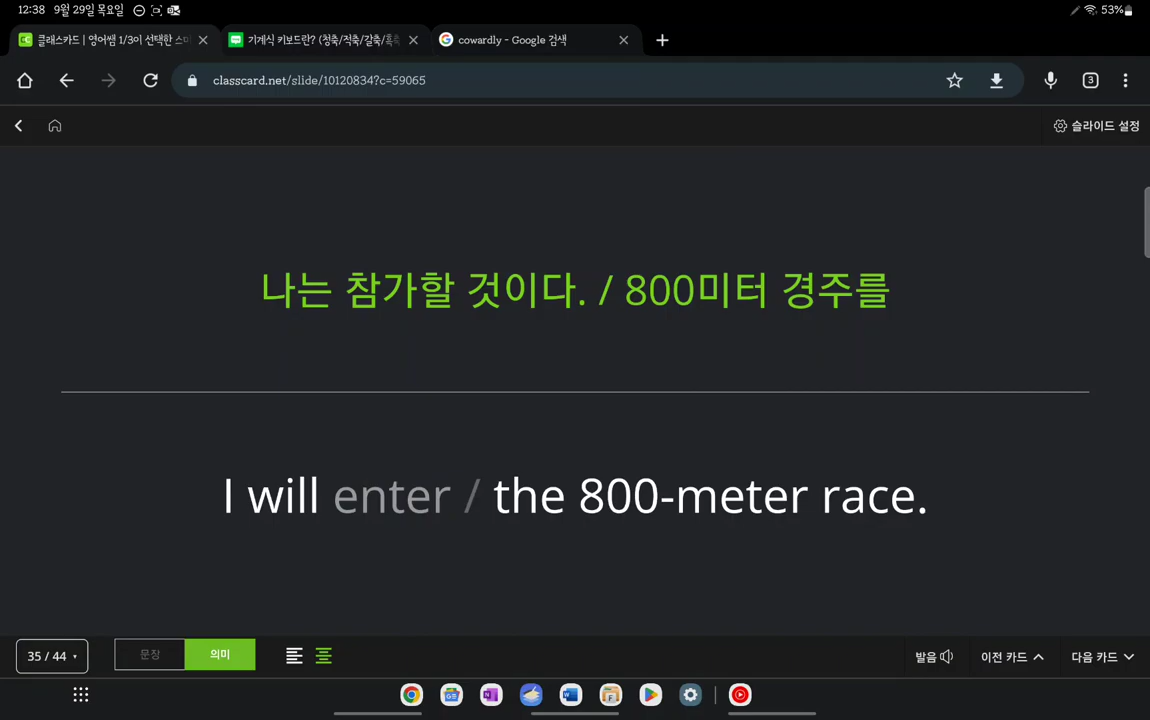 12:38 9월 29일 목요일 53%
클래스카드 | 영어쌤 1/3이 선택한 스마
기계식 키보드란? (청축/적축/갈축/흑축
cowardly - Google 검색
classcard.net/slide/10120834?c=59065
3
슬라이드 설정
나는 참가할 것이다. / 800미터 경주를
I will enter / the 800-meter race.
35 / 44
문장
의미
발음
이전 카드
다음 카드